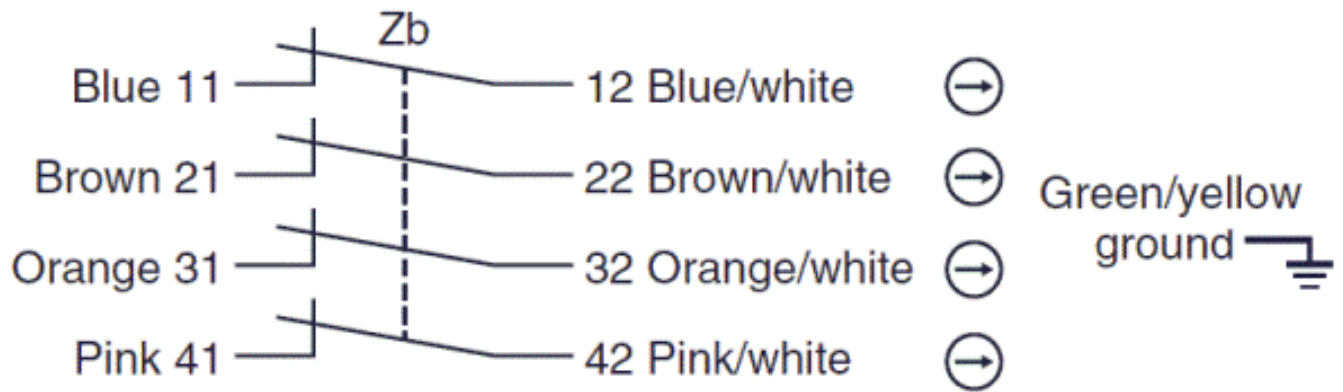 Zb
Blue 11 12 Blue/white
Brown 21 22 Brown/white
Orange 31 32 Orange/white
Pink 41 42 Pink/white
Green/yellow
ground